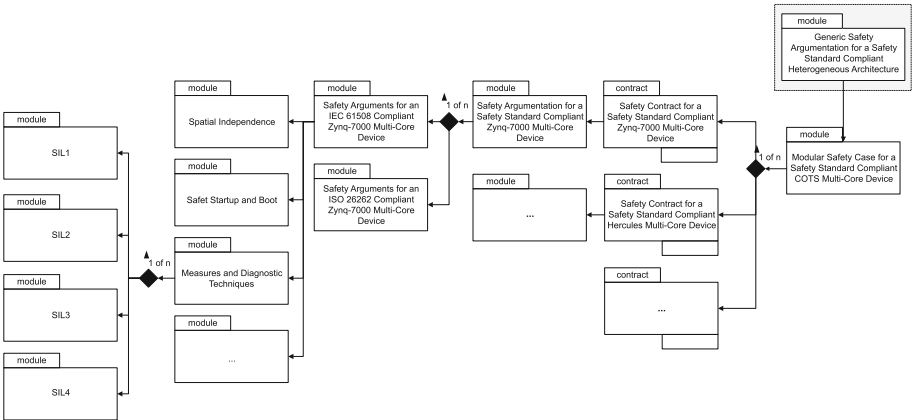 module
Generic Safety
Argumentation for a Safety
Standard Compliant
Heterogeneous Architecture
module
Modular Safety Case for a
Safety Standard Compliant
COTS Multi-Core Device
1 of n
contract
Safety Contract for a
Safety Standard Compliant
Zynq-7000 Multi-Core
Device
contract
Safety Contract for a
Safety Standard Compliant
Hercules Multi-Core Device
contract
...
module
Safety Argumentation for a
Safety Standard Compliant
Zynq-7000 Multi-Core
Device
module
...
1 of n
module
Safety Arguments for an
IEC 61508 Compliant
Zynq-7000 Multi-Core
Device
module
Safety Arguments for an
ISO 26262 Compliant
Zynq-7000 Multi-Core
Device
module
Spatial Independence
module
Safet Startup and Boot
module
Measures and Diagnostic
Techniques
module
...
1 of n
module
SIL1
module
SIL2
module
SIL3
module
SIL4